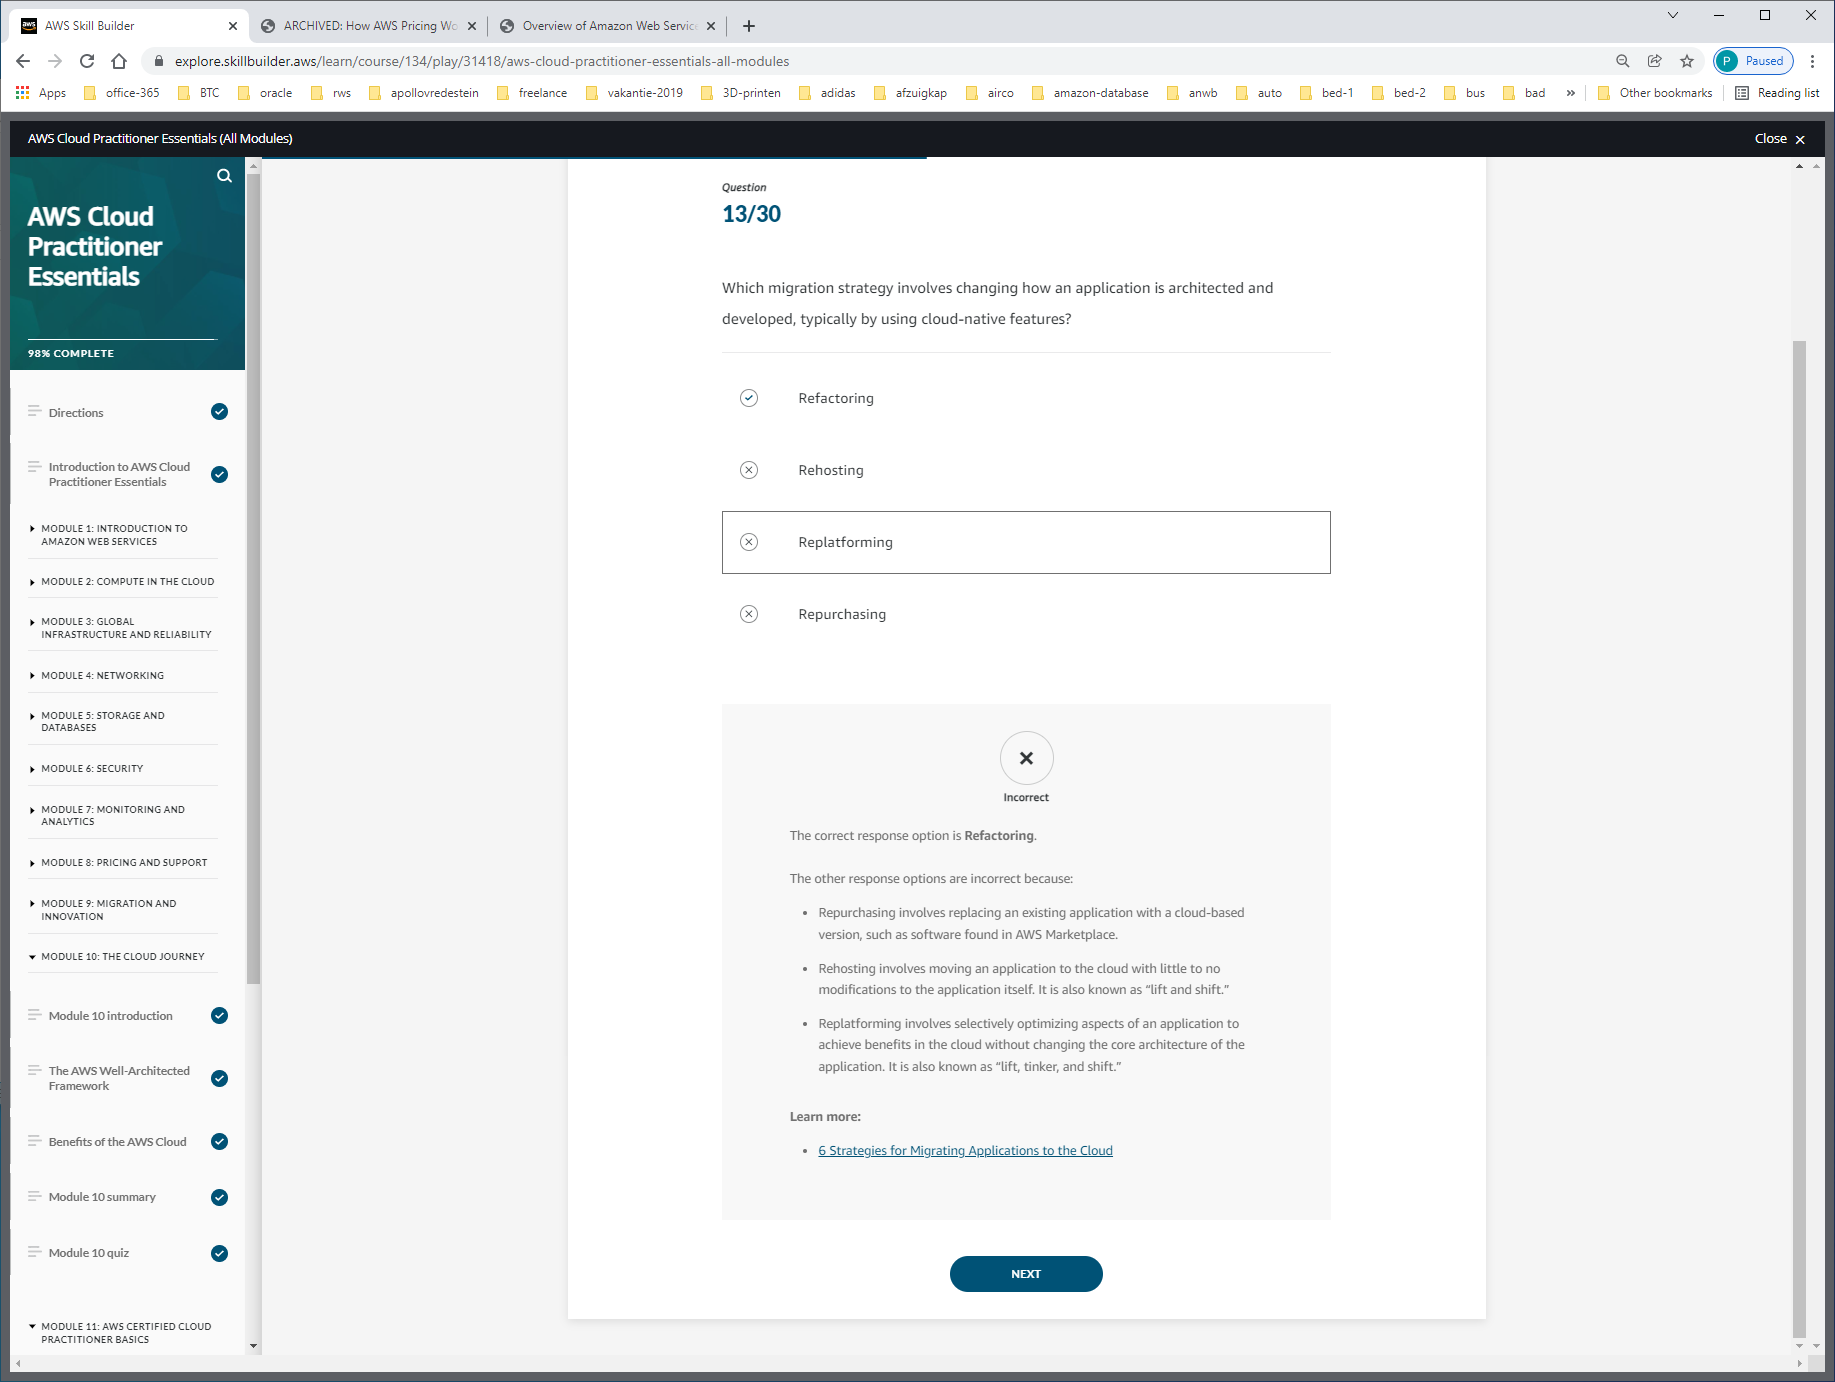 AWS Skill Builder
ARCHIVED: How AWS Pricing Wo
Overview of Amazon Web Service
explore.skillbuilder.aws/learn/course/134/play/31418/aws-cloud-practitioner-essentials-all-modules
P Paused
Apps office-365 BTC oracle rws apollovredestein freelance vakantie-2019 3D-printen adidas afzuigkap airco amazon-database anwb auto bed-1 bed-2 bus bad » Other bookmarks Reading list
AWS Cloud Practitioner Essentials (All Modules)
Close
AWS Cloud
Practitioner
Essentials
98% COMPLETE
Directions
Introduction to AWS Cloud
Practitioner Essentials
MODULE 1: INTRODUCTION TO
AMAZON WEB SERVICES
MODULE 2: COMPUTE IN THE CLOUD
MODULE 3: GLOBAL
INFRASTRUCTURE AND RELIABILITY
MODULE 4: NETWORKING
MODULE 5: STORAGE AND
DATABASES
MODULE 6: SECURITY
MODULE 7: MONITORING AND
ANALYTICS
MODULE 8: PRICING AND SUPPORT
MODULE 9: MIGRATION AND
INNOVATION
MODULE 10: THE CLOUD JOURNEY
Module 10 introduction
The AWS Well-Architected
Framework
Benefits of the AWS Cloud
Module 10 summary
Module 10 quiz
MODULE 11: AWS CERTIFIED CLOUD
PRACTITIONER BASICS
Question
13/30
Which migration strategy involves changing how an application is architected and
developed, typically by using cloud-native features?
Refactoring
Rehosting
Replatforming
Repurchasing
Incorrect
The correct response option is Refactoring.
The other response options are incorrect because:
• Repurchasing involves replacing an existing application with a cloud-based
version, such as software found in AWS Marketplace.
• Rehosting involves moving an application to the cloud with little to no
modifications to the application itself. It is also known as “lift and shift.”
• Replatforming involves selectively optimizing aspects of an application to
achieve benefits in the cloud without changing the core architecture of the
application. It is also known as “lift, tinker, and shift.”
Learn more:
• 6 Strategies for Migrating Applications to the Cloud
NEXT